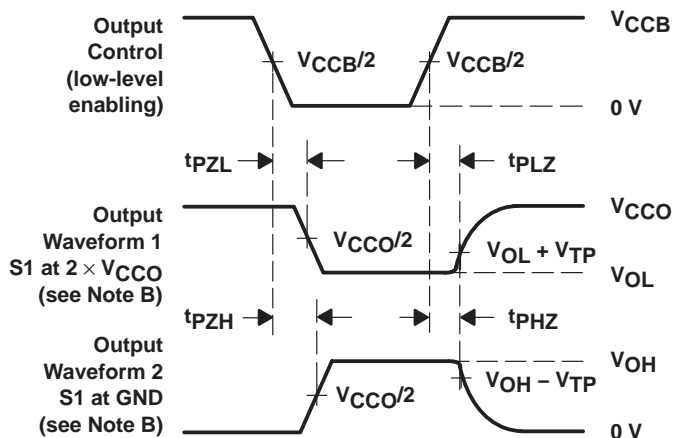 Output
Control
(low-level
enabling)
VCCB/2
VCCB/2
VCCB
0 V
tPZL
tPLZ
Output
Waveform 1
S1 at 2 × VCCO
(see Note B)
VCCO/2
VCCO
VOL + VTP
VOL
tPZH
tPHZ
Output
Waveform 2
S1 at GND
(see Note B)
VCCO/2
VOH
VOH − VTP
0 V